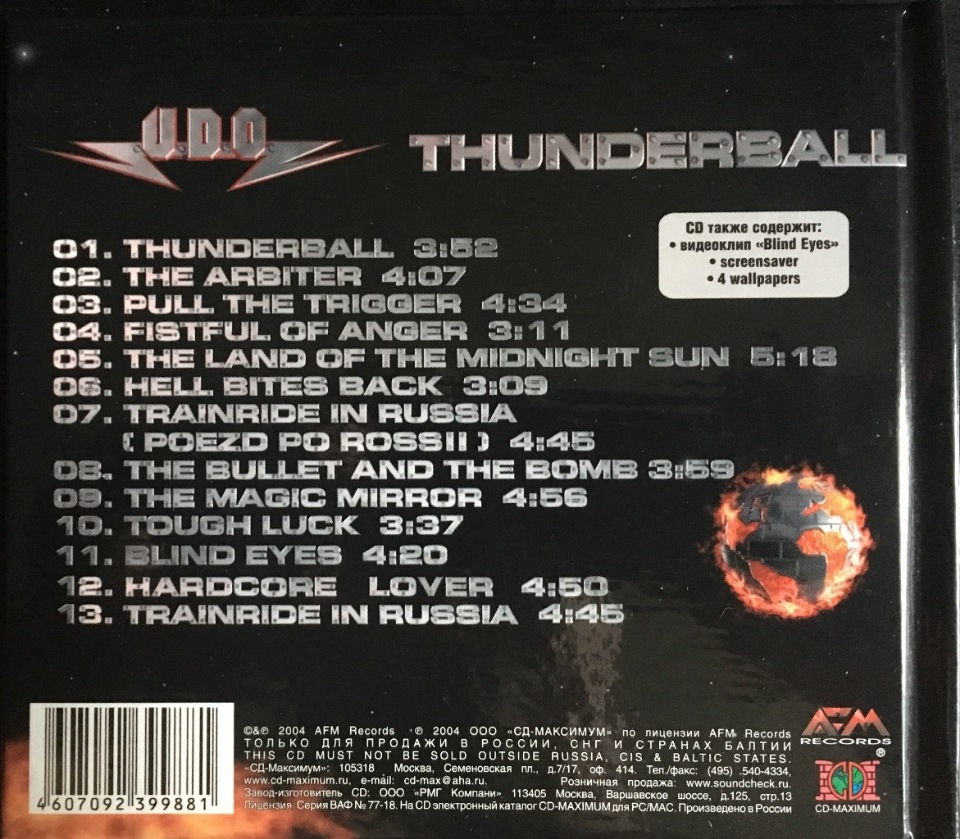 U.D.O.
THUNDERBALL
CD также содержит:
• видеоклип «Blind Eyes»
• screensaver
• 4 wallpapers
01. THUNDERBALL 3:52
02. THE ARBITER 4:07
03. PULL THE TRIGGER 4:34
04. FISTFUL OF ANGER 3:11
05. THE LAND OF THE MIDNIGHT SUN 5:18
06. HELL BITES BACK 3:09
07. TRAINRIDE IN RUSSIA
( POEZD PO ROSSII ) 4:45
08. THE BULLET AND THE BOMB 3:59
09. THE MAGIC MIRROR 4:56
10. TOUGH LUCK 3:37
11. BLIND EYES 4:20
12. HARDCORE LOVER 4:50
13. TRAINRIDE IN RUSSIA 4:45
©&℗ 2004 AFM Records ℗ 2004 ООО «СД-МАКСИМУМ» по лицензии AFM Records
ТОЛЬКО ДЛЯ ПРОДАЖИ В РОССИИ, СНГ И СТРАНАХ БАЛТИИ
THIS CD MUST NOT BE SOLD OUTSIDE RUSSIA, CIS & BALTIC STATES.
«СД-Максимум»: 105318 Москва, Семеновская пл., д.7/17, оф. 414. Тел./факс: (495) .540-4334,
www.cd-maximum.ru, e-mail: cd-max@aha.ru. Розничная продажа: www.soundcheck.ru.
Завод-изготовитель CD: ООО «РМГ Компани» 113405 Москва, Варшавское шоссе, д.125, стр.13
Лицензия: Серия ВАФ № 77-18. На CD электронный каталог CD-MAXIMUM для PC/MAC. Произведено в России
4 607092 399881
AFM
RECORDS
®
CD-MAXIMUM